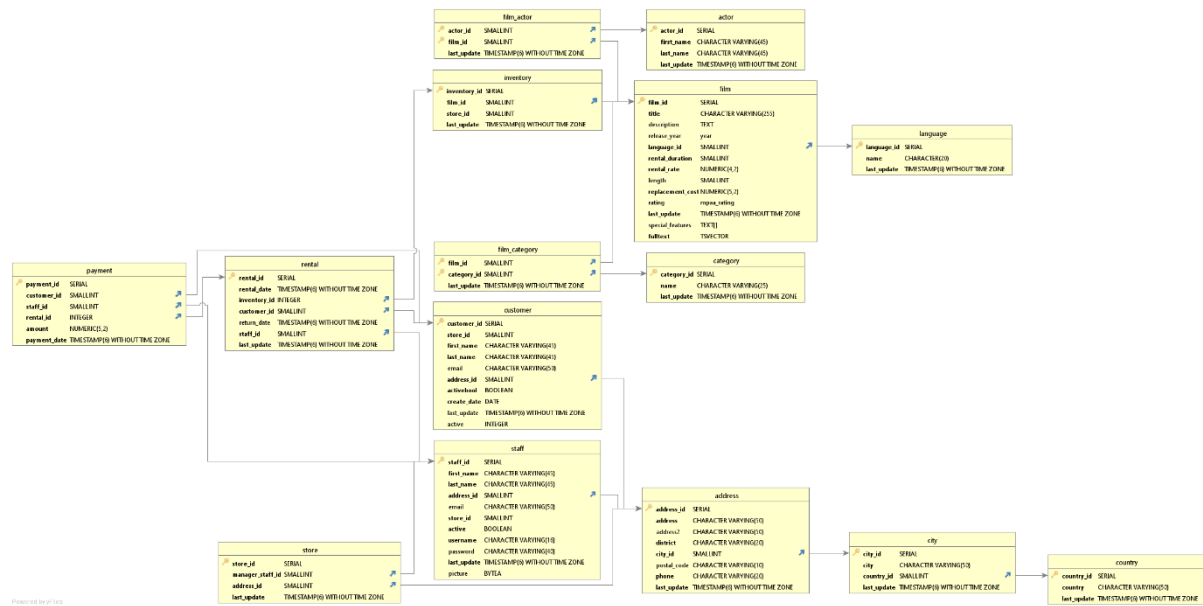 film_actor
actor_id SMALLINT
film_id SMALLINT
last_update TIMESTAMP(6) WITHOUT TIME ZONE
actor
actor_id SERIAL
first_name CHARACTER VARYING(45)
last_name CHARACTER VARYING(45)
last_update TIMESTAMP(6) WITHOUT TIME ZONE
inventory
inventory_id SERIAL
film_id SMALLINT
store_id SMALLINT
last_update TIMESTAMP(6) WITHOUT TIME ZONE
film
film_id SERIAL
title CHARACTER VARYING(255)
description TEXT
release_year year
language_id SMALLINT
rental_duration SMALLINT
rental_rate NUMERIC(4,2)
length SMALLINT
replacement_cost NUMERIC(5,2)
rating mpaa_rating
last_update TIMESTAMP(6) WITHOUT TIME ZONE
special_features TEXT[]
fulltext TSVECTOR
language
language_id SERIAL
name CHARACTER(20)
last_update TIMESTAMP(6) WITHOUT TIME ZONE
film_category
film_id SMALLINT
category_id SMALLINT
last_update TIMESTAMP(6) WITHOUT TIME ZONE
category
category_id SERIAL
name CHARACTER VARYING(25)
last_update TIMESTAMP(6) WITHOUT TIME ZONE
payment
payment_id SERIAL
customer_id SMALLINT
staff_id SMALLINT
rental_id INTEGER
amount NUMERIC(5,2)
payment_date TIMESTAMP(6) WITHOUT TIME ZONE
rental
rental_id SERIAL
rental_date TIMESTAMP(6) WITHOUT TIME ZONE
inventory_id INTEGER
customer_id SMALLINT
return_date TIMESTAMP(6) WITHOUT TIME ZONE
staff_id SMALLINT
last_update TIMESTAMP(6) WITHOUT TIME ZONE
customer
customer_id SERIAL
store_id SMALLINT
first_name CHARACTER VARYING(45)
last_name CHARACTER VARYING(45)
email CHARACTER VARYING(50)
address_id SMALLINT
activebool BOOLEAN
create_date DATE
last_update TIMESTAMP(6) WITHOUT TIME ZONE
active INTEGER
staff
staff_id SERIAL
first_name CHARACTER VARYING(45)
last_name CHARACTER VARYING(45)
address_id SMALLINT
email CHARACTER VARYING(50)
store_id SMALLINT
active BOOLEAN
username CHARACTER VARYING(16)
password CHARACTER VARYING(40)
last_update TIMESTAMP(6) WITHOUT TIME ZONE
picture BYTEA
store
store_id SERIAL
manager_staff_id SMALLINT
address_id SMALLINT
last_update TIMESTAMP(6) WITHOUT TIME ZONE
address
address_id SERIAL
address CHARACTER VARYING(50)
address2 CHARACTER VARYING(50)
district CHARACTER VARYING(20)
city_id SMALLINT
postal_code CHARACTER VARYING(10)
phone CHARACTER VARYING(20)
last_update TIMESTAMP(6) WITHOUT TIME ZONE
city
city_id SERIAL
city CHARACTER VARYING(50)
country_id SMALLINT
last_update TIMESTAMP(6) WITHOUT TIME ZONE
country
country_id SERIAL
country CHARACTER VARYING(50)
last_update TIMESTAMP(6) WITHOUT TIME ZONE
Powered by yFiles